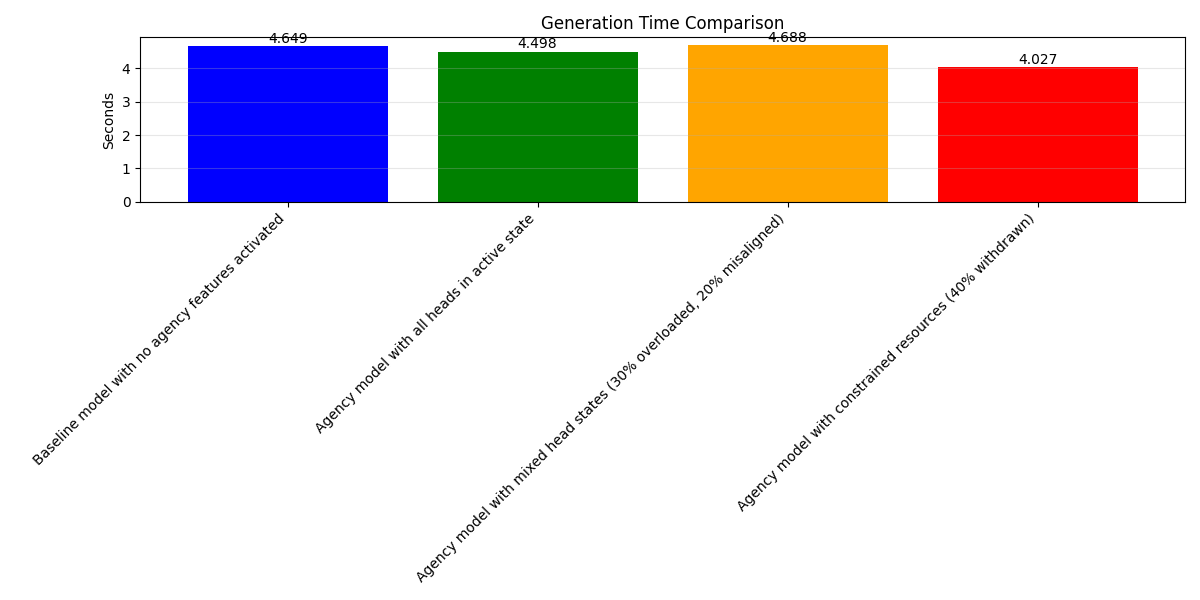 Generation Time Comparison
4.649
4.498
4.688
4.027
Seconds
4
3
2
1
0
Baseline model with no agency features activated
Agency model with all heads in active state
Agency model with mixed head states (30% overloaded, 20% misaligned)
Agency model with constrained resources (40% withdrawn)